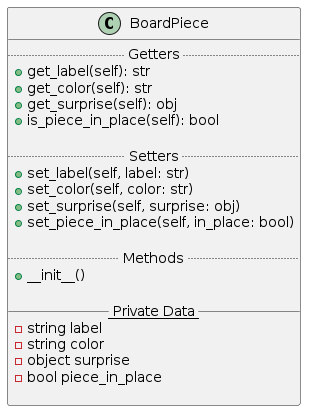 C BoardPiece
Getters
get_label(self): str
get_color(self): str
get_surprise(self): obj
is_piece_in_place(self): bool
Setters
set_label(self, label: str)
set_color(self, color: str)
set_surprise(self, surprise: obj)
set_piece_in_place(self, in_place: bool)
Methods
__init__()
Private Data
string label
string color
object surprise
bool piece_in_place